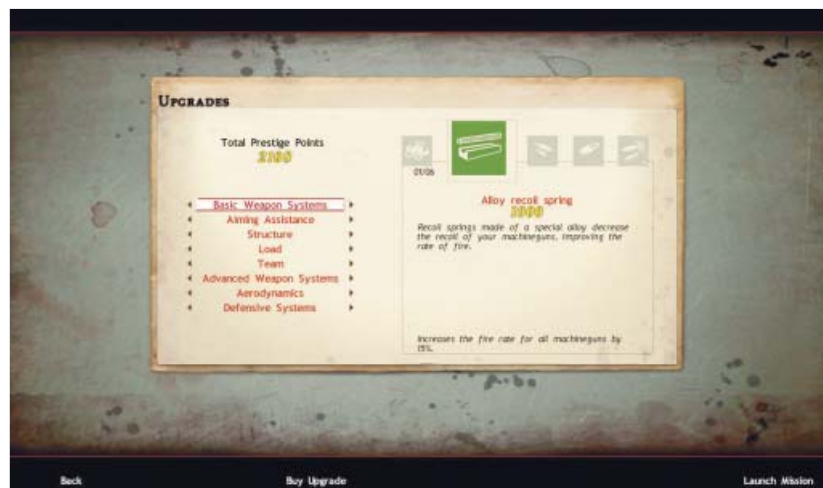 UPGRADES
Total Prestige Points
2100
Basic Weapon Systems
Aiming Assistance
Structure
Load
Team
Advanced Weapon Systems
Aerodynamics
Defensive Systems
01/06
Alloy recoil spring
1000
Recoil springs made of a special alloy decrease
the recoil of your machineguns, improving the
rate of fire.
Increases the fire rate for all machineguns by
15%.
Back
Buy Upgrade
Launch Mission